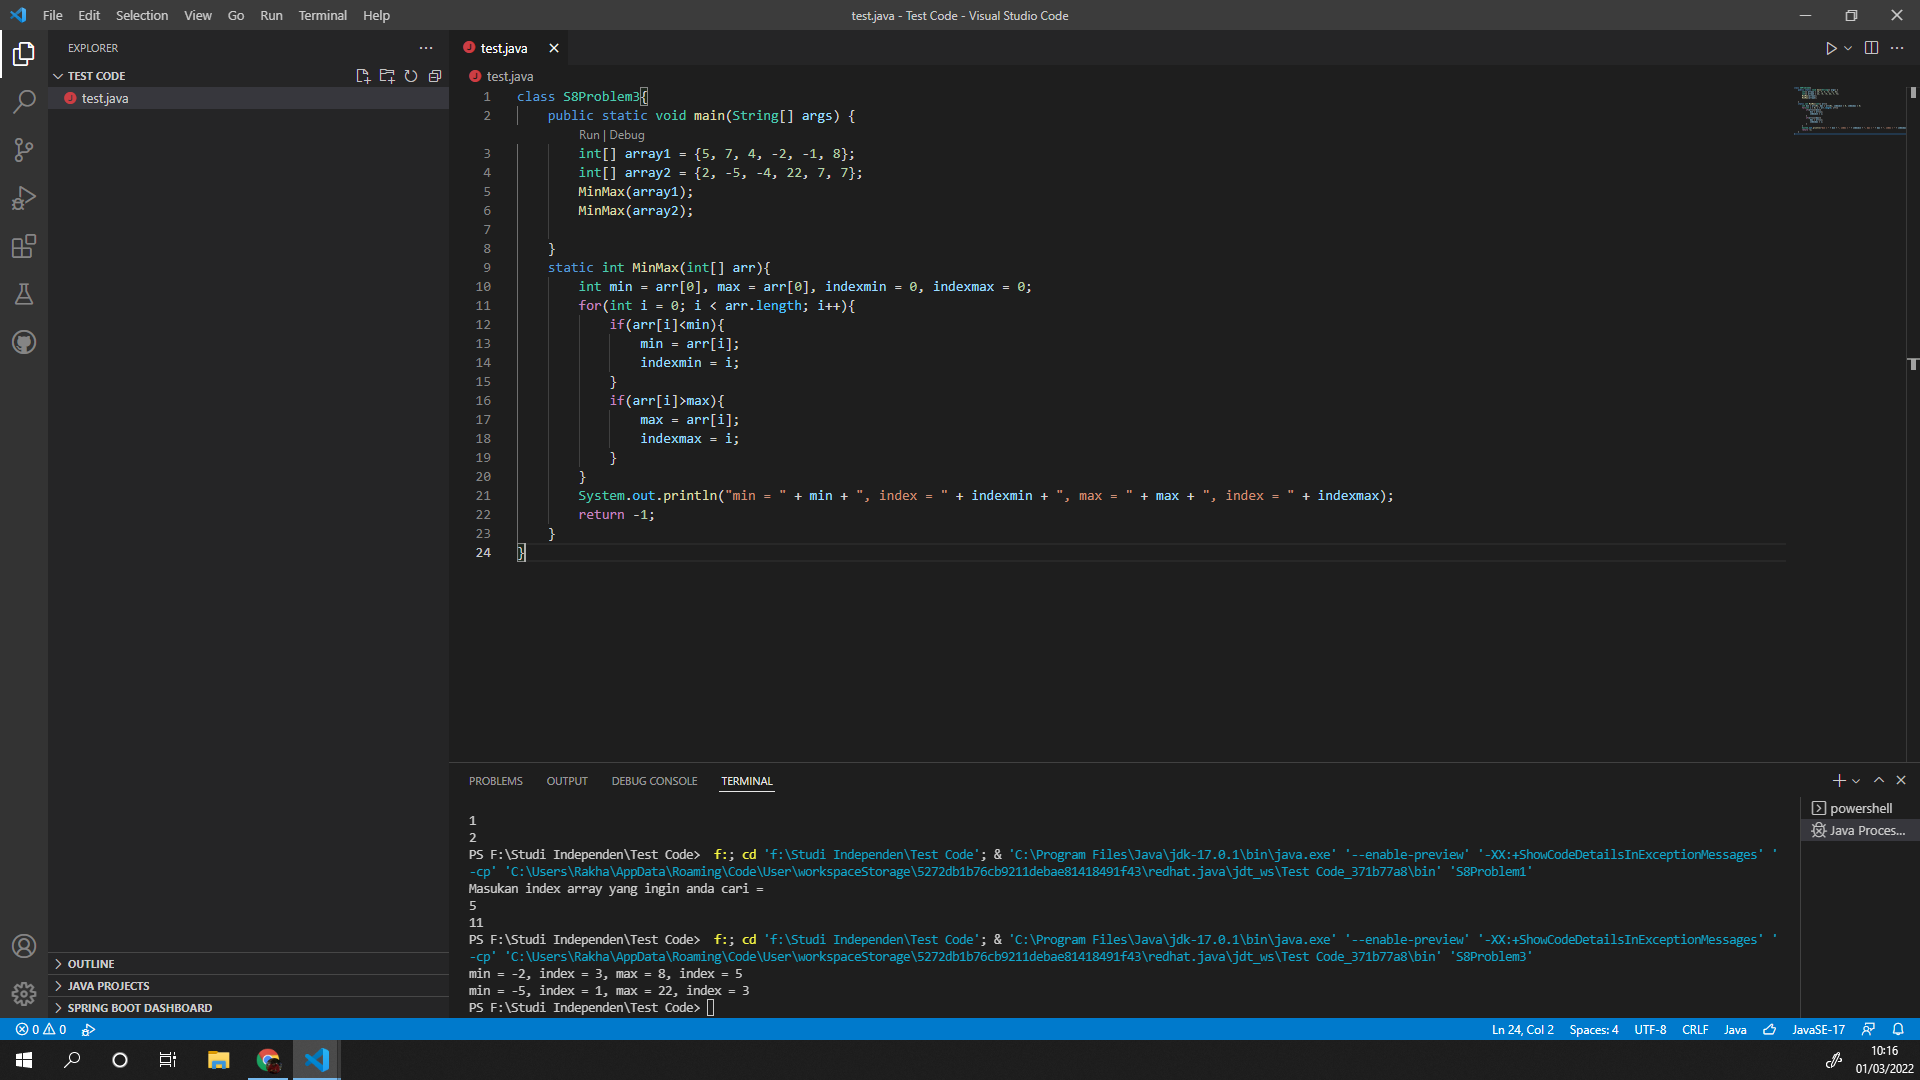 File Edit Selection View Go Run Terminal Help
test.java - Test Code - Visual Studio Code
EXPLORER
TEST CODE
test.java
OUTLINE
JAVA PROJECTS
SPRING BOOT DASHBOARD
test.java
test.java
1 class S8Problem3{
2 public static void main(String[] args) {
Run | Debug
3 int[] array1 = {5, 7, 4, -2, -1, 8};
4 int[] array2 = {2, -5, -4, 22, 7, 7};
5 MinMax(array1);
6 MinMax(array2);
7
8 }
9 static int MinMax(int[] arr){
10 int min = arr[0], max = arr[0], indexmin = 0, indexmax = 0;
11 for(int i = 0; i < arr.length; i++){
12 if(arr[i]<min){
13 min = arr[i];
14 indexmin = i;
15 }
16 if(arr[i]>max){
17 max = arr[i];
18 indexmax = i;
19 }
20 }
21 System.out.println("min = " + min + ", index = " + indexmin + ", max = " + max + ", index = " + indexmax);
22 return -1;
23 }
24 }
PROBLEMS OUTPUT DEBUG CONSOLE TERMINAL
1
2
PS F:\Studi Independen\Test Code> f:; cd 'f:\Studi Independen\Test Code'; & 'C:\Program Files\Java\jdk-17.0.1\bin\java.exe' '--enable-preview' '-XX:+ShowCodeDetailsInExceptionMessages' '
-cp' 'C:\Users\Rakha\AppData\Roaming\Code\User\workspaceStorage\5272db1b76cb9211debae81418491f43\redhat.java\jdt_ws\Test Code_371b77a8\bin' 'S8Problem1'
Masukan index array yang ingin anda cari =
5
11
PS F:\Studi Independen\Test Code> f:; cd 'f:\Studi Independen\Test Code'; & 'C:\Program Files\Java\jdk-17.0.1\bin\java.exe' '--enable-preview' '-XX:+ShowCodeDetailsInExceptionMessages' '
-cp' 'C:\Users\Rakha\AppData\Roaming\Code\User\workspaceStorage\5272db1b76cb9211debae81418491f43\redhat.java\jdt_ws\Test Code_371b77a8\bin' 'S8Problem3'
min = -2, index = 3, max = 8, index = 5
min = -5, index = 1, max = 22, index = 3
PS F:\Studi Independen\Test Code>
powershell
Java Proces...
0 0
Ln 24, Col 2 Spaces: 4 UTF-8 CRLF Java JavaSE-17
10:16
01/03/2022